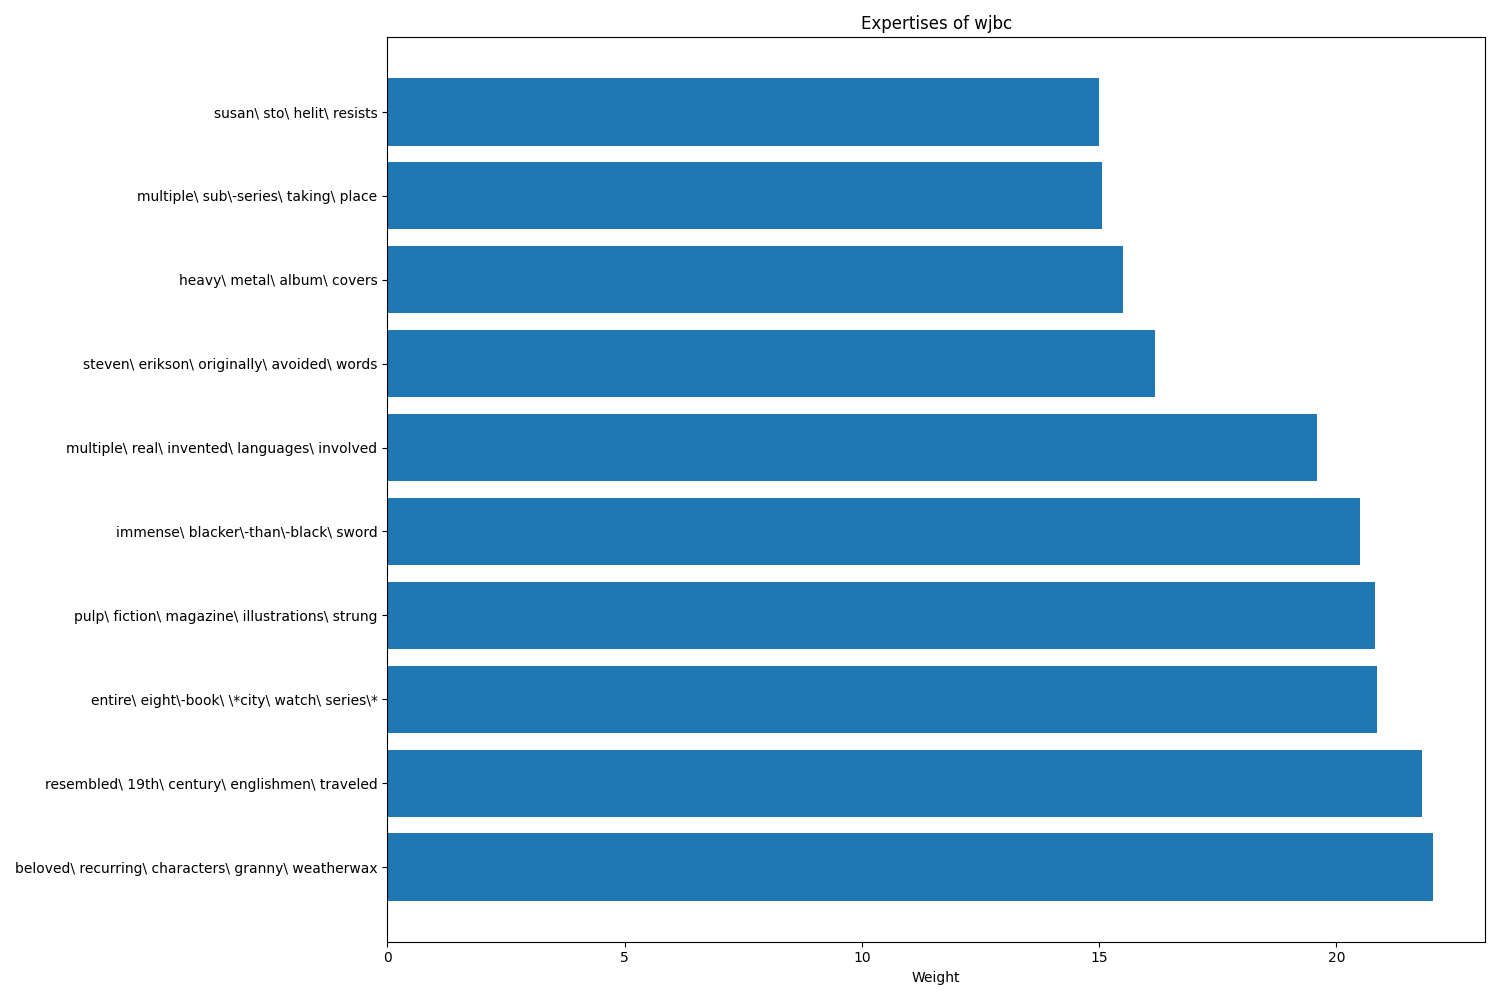 Expertises of wjbc
susan\ sto\ helit\ resists
multiple\ sub\-series\ taking\ place
heavy\ metal\ album\ covers
steven\ erikson\ originally\ avoided\ words
multiple\ real\ invented\ languages\ involved
immense\ blacker\-than\-black\ sword
pulp\ fiction\ magazine\ illustrations\ strung
entire\ eight\-book\ \*city\ watch\ series\*
resembled\ 19th\ century\ englishmen\ traveled
beloved\ recurring\ characters\ granny\ weatherwax
0 5 10 15 20
Weight